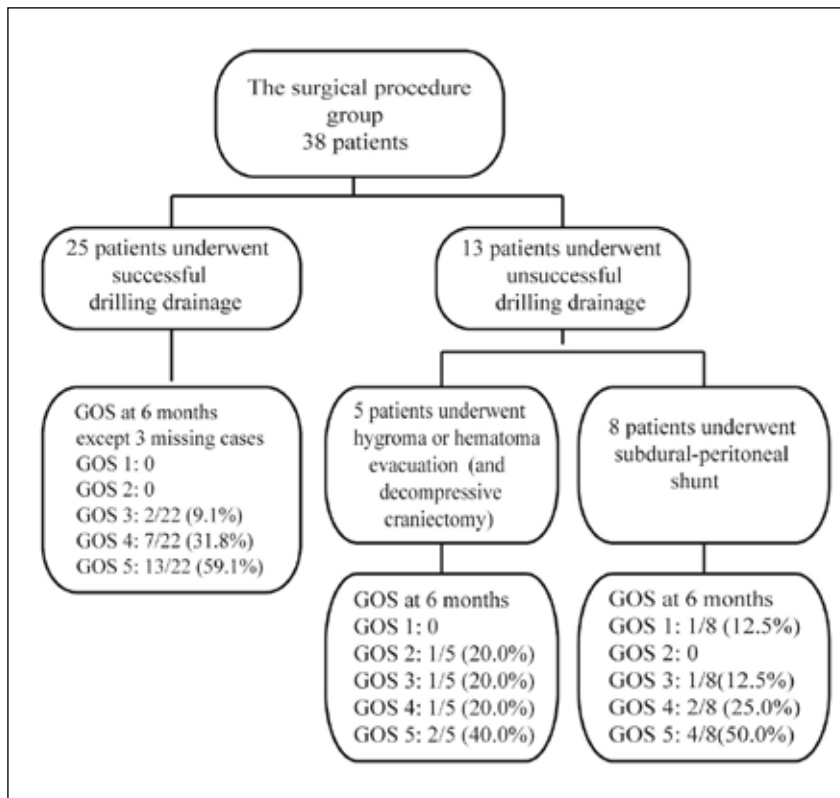 The surgical procedure
group
38 patients
25 patients underwent
successful
drilling drainage
13 patients underwent
unsuccessful
drilling drainage
GOS at 6 months
except 3 missing cases
GOS 1: 0
GOS 2: 0
GOS 3: 2/22 (9.1%)
GOS 4: 7/22 (31.8%)
GOS 5: 13/22 (59.1%)
5 patients underwent
hygroma or hematoma
evacuation (and
decompressive
craniectomy)
8 patients underwent
subdural-peritoneal
shunt
GOS at 6 months
GOS 1: 0
GOS 2: 1/5 (20.0%)
GOS 3: 1/5 (20.0%)
GOS 4: 1/5 (20.0%)
GOS 5: 2/5 (40.0%)
GOS at 6 months
GOS 1: 1/8 (12.5%)
GOS 2: 0
GOS 3: 1/8(12.5%)
GOS 4: 2/8 (25.0%)
GOS 5: 4/8(50.0%)